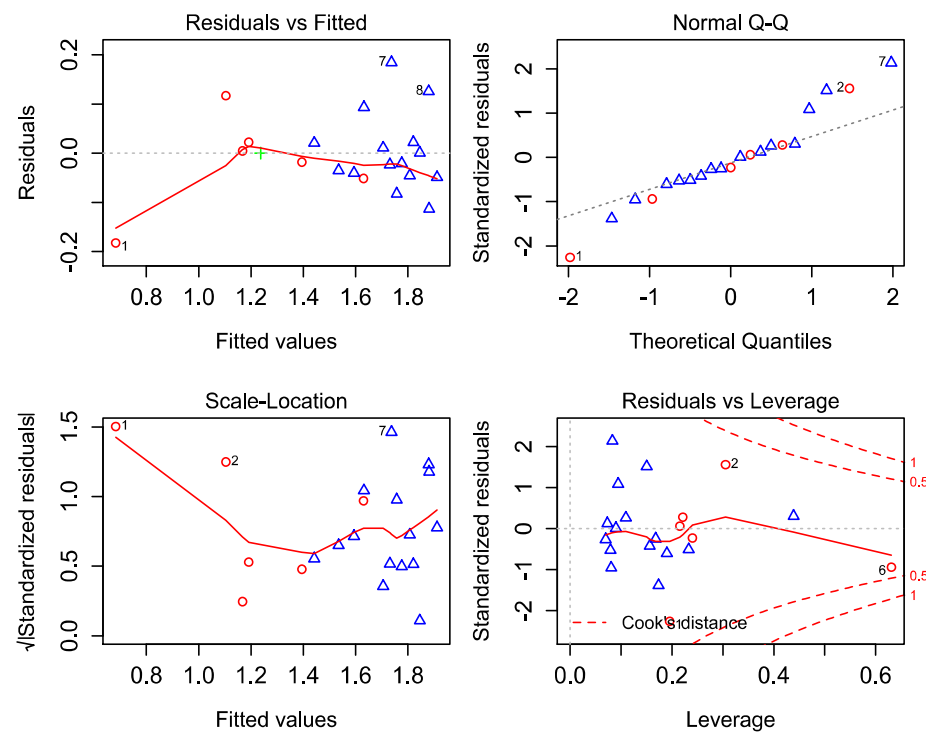 Residuals vs Fitted
Residuals
0.2
0.0
-0.2
7
8
1
0.8 1.0 1.2 1.4 1.6 1.8
Fitted values
Normal Q-Q
Standardized residuals
2
1
0
-1
-2
7
2
1
-2 -1 0 1 2
Theoretical Quantiles
Scale-Location
√|Standardized residuals|
1.5
1.0
0.5
0.0
1
2
7
0.8 1.0 1.2 1.4 1.6 1.8
Fitted values
Residuals vs Leverage
Standardized residuals
2
1
0
-1
-2
2
6
1
1
0.5
0.5
1
Cook's distance
0.0 0.2 0.4 0.6
Leverage